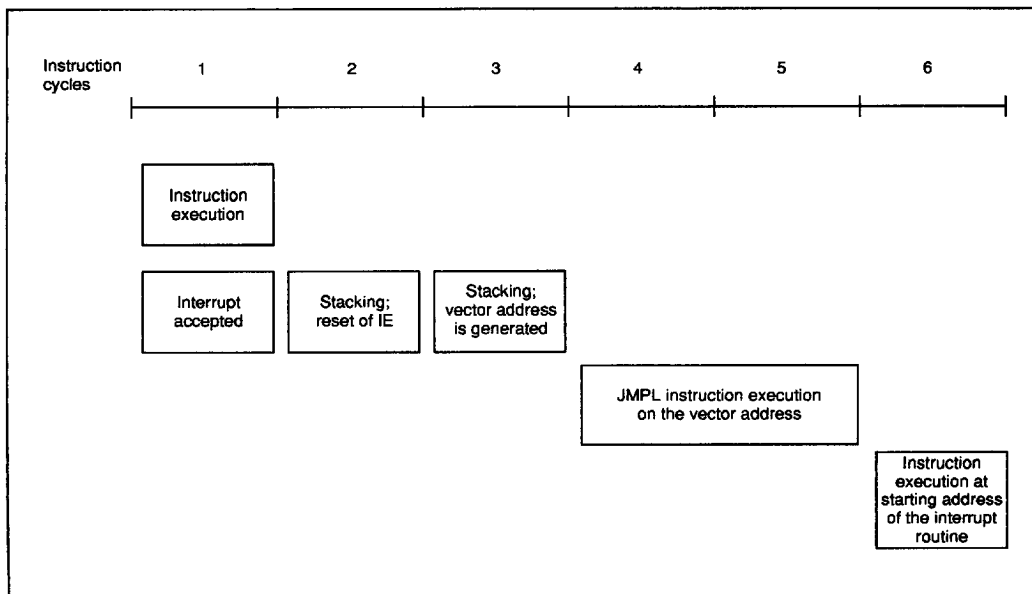 Instruction
cycles
1 2 3 4 5 6
Instruction
execution
Interrupt
accepted
Stacking;
reset of IE
Stacking;
vector address
is generated
JMPL instruction execution
on the vector address
Instruction
execution at
starting address
of the interrupt
routine